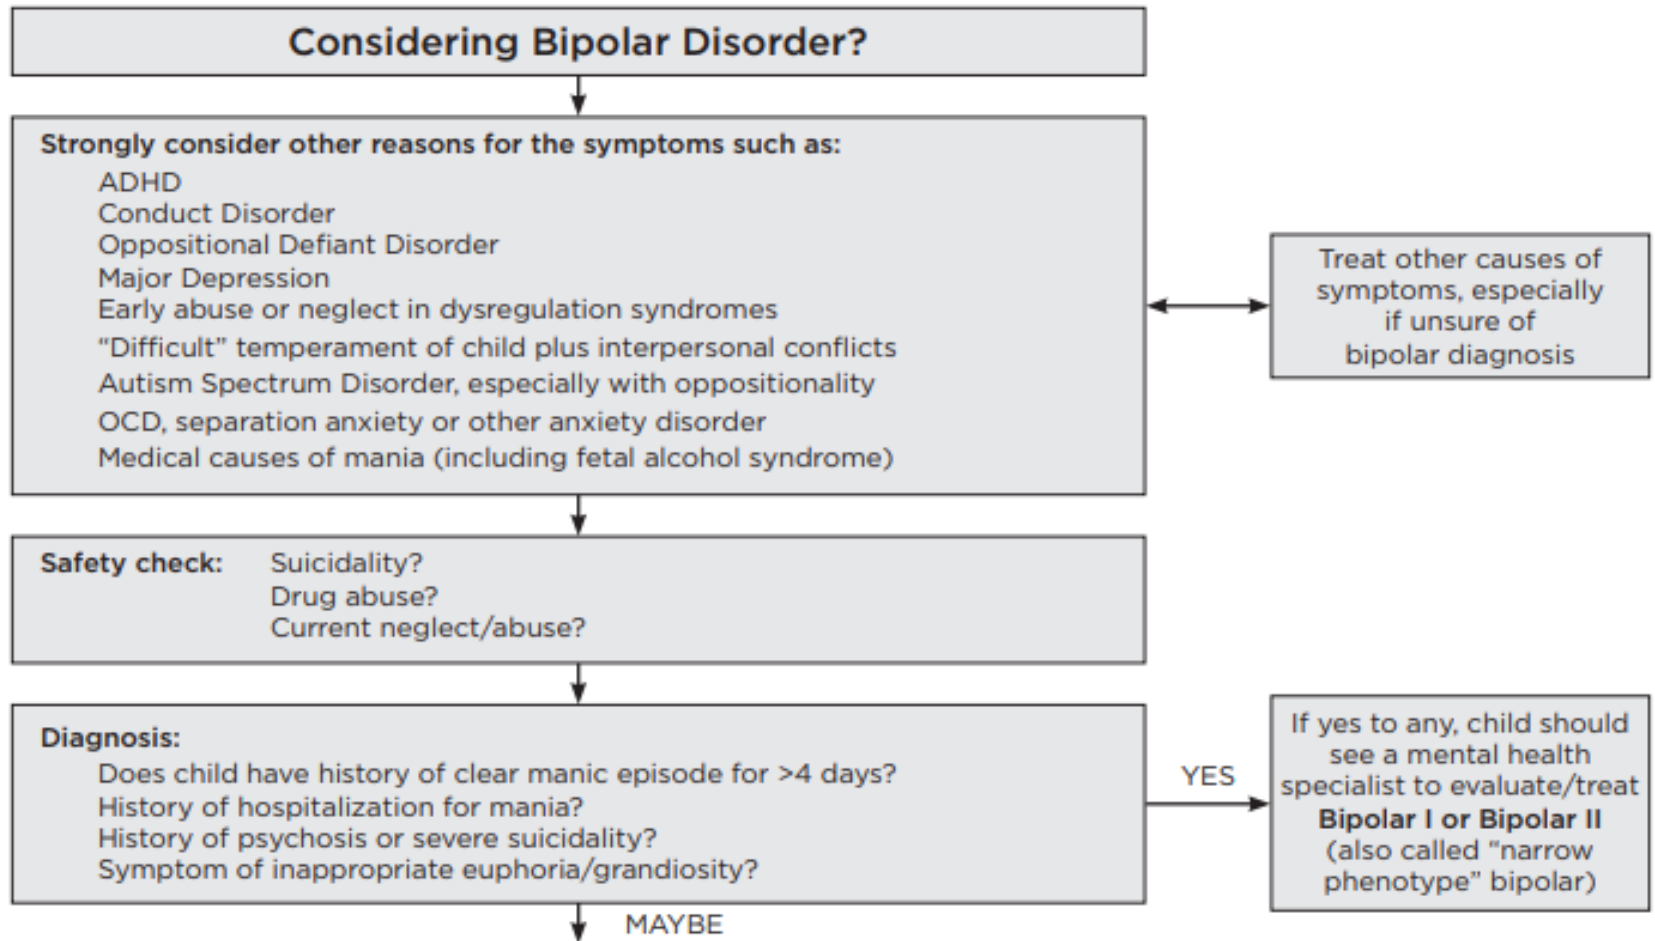 Considering Bipolar Disorder?
Strongly consider other reasons for the symptoms such as:
ADHD
Conduct Disorder
Oppositional Defiant Disorder
Major Depression
Early abuse or neglect in dysregulation syndromes
“Difficult” temperament of child plus interpersonal conflicts
Autism Spectrum Disorder, especially with oppositionality
OCD, separation anxiety or other anxiety disorder
Medical causes of mania (including fetal alcohol syndrome)
Treat other causes of
symptoms, especially
if unsure of
bipolar diagnosis
Safety check: Suicidality?
Drug abuse?
Current neglect/abuse?
Diagnosis:
Does child have history of clear manic episode for >4 days?
History of hospitalization for mania?
History of psychosis or severe suicidality?
Symptom of inappropriate euphoria/grandiosity?
YES
If yes to any, child should
see a mental health
specialist to evaluate/treat
Bipolar I or Bipolar II
(also called “narrow
phenotype” bipolar)
MAYBE